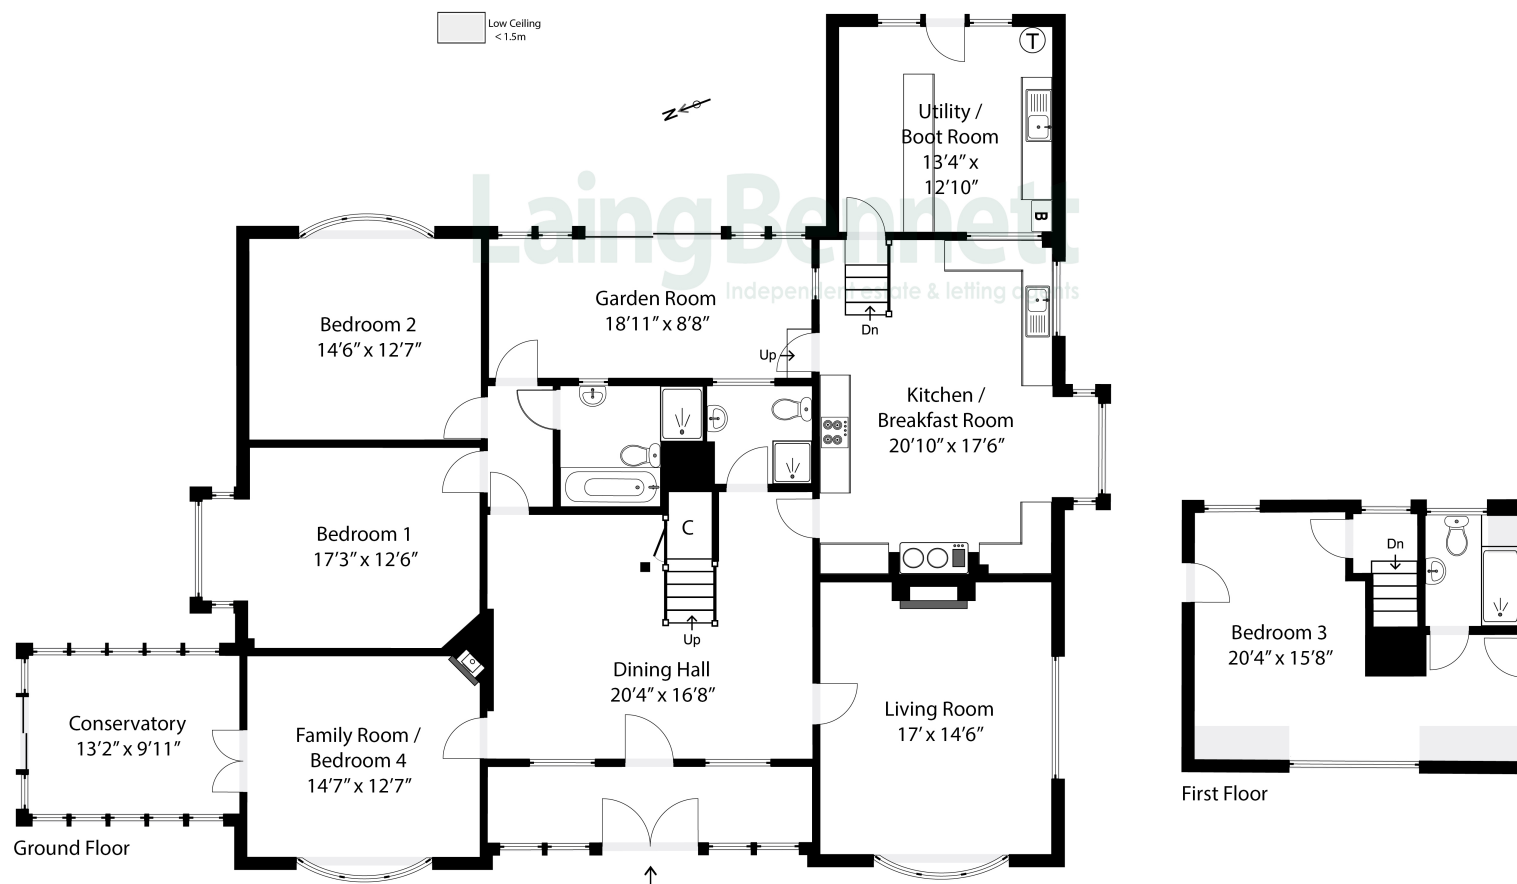 Low Ceiling
< 1.5m
N
T
Utility /
Boot Room
13’4” x
12’10”
B
Laing Bennett
Independent estate & letting agents
Garden Room
18’11” x 8’8”
Bedroom 2
14’6” x 12’7”
Up
Dn
Kitchen /
Breakfast Room
20’10” x 17’6”
Bedroom 1
17’3” x 12’6”
C
Up
Dining Hall
20’4” x 16’8”
Living Room
17’ x 14’6”
Conservatory
13’2” x 9’11”
Family Room /
Bedroom 4
14’7” x 12’7”
Ground Floor
Dn
Bedroom 3
20’4” x 15’8”
First Floor